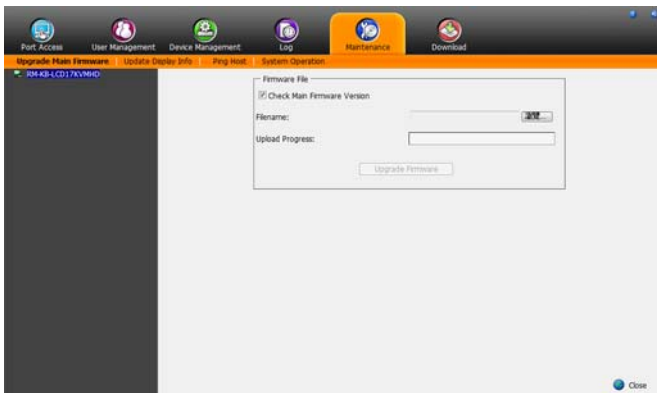 Port Access User Management Device Management Log Maintenance Download
Upgrade Main Firmware Update Display Info Ping Host System Operation
RM-KB-LCD17KVMHD
Firmware File
Check Main Firmware Version
Filename:
Upload Progress:
Upgrade Firmware
Close